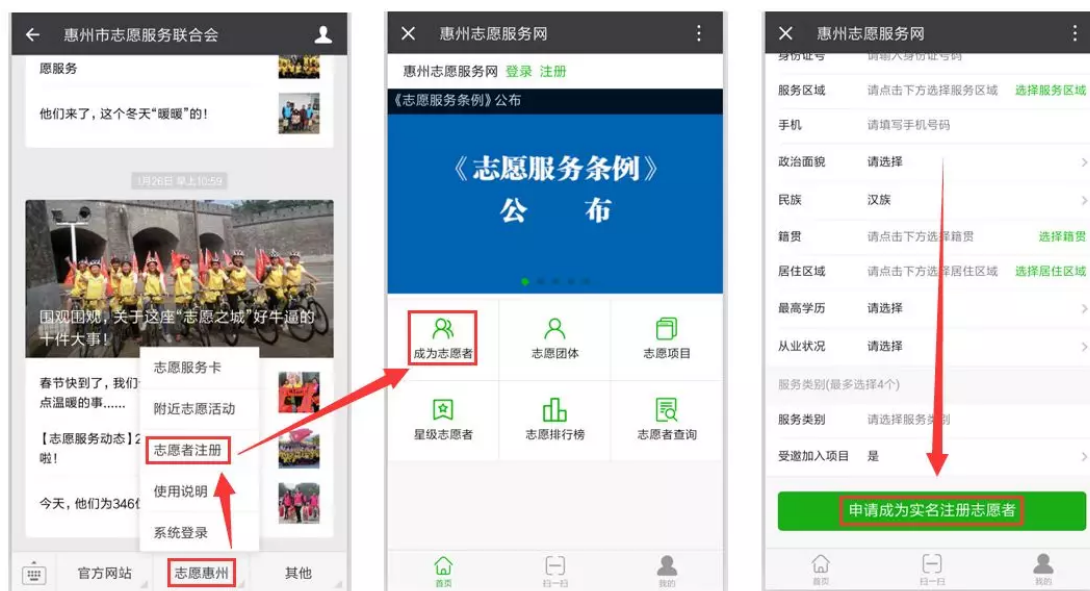 惠州市志愿服务联合会
愿服务
他们来了，这个冬天“暖暖”的！
1月26日 早上10:59
围观围观，关于这座“志愿之城”好牛逼的
十件大事！
春节快到了，我们
点温暖的事......
【志愿服务动态】2
啦！
今天，他们为346
志愿服务卡
附近志愿活动
志愿者注册
使用说明
系统登录
官方网站
志愿惠州
其他
惠州志愿服务网
惠州志愿服务网 登录 注册
《志愿服务条例》公布
《志愿服务条例》
公 布
成为志愿者
志愿团体
志愿项目
星级志愿者
志愿排行榜
志愿者查询
首页
扫一扫
我的
惠州志愿服务网
身份证号 请输入身份证号码
服务区域 请点击下方选择服务区域 选择服务区域
手机 请填写手机号码
政治面貌 请选择
民族 汉族
籍贯 请点击下方选择籍贯 选择籍贯
居住区域 请点击下方选择居住区域 选择居住区域
最高学历 请选择
从业状况 请选择
服务类别(最多选择4个)
服务类别 请选择服务类别
受邀加入项目 是
申请成为实名注册志愿者
首页
扫一扫
我的